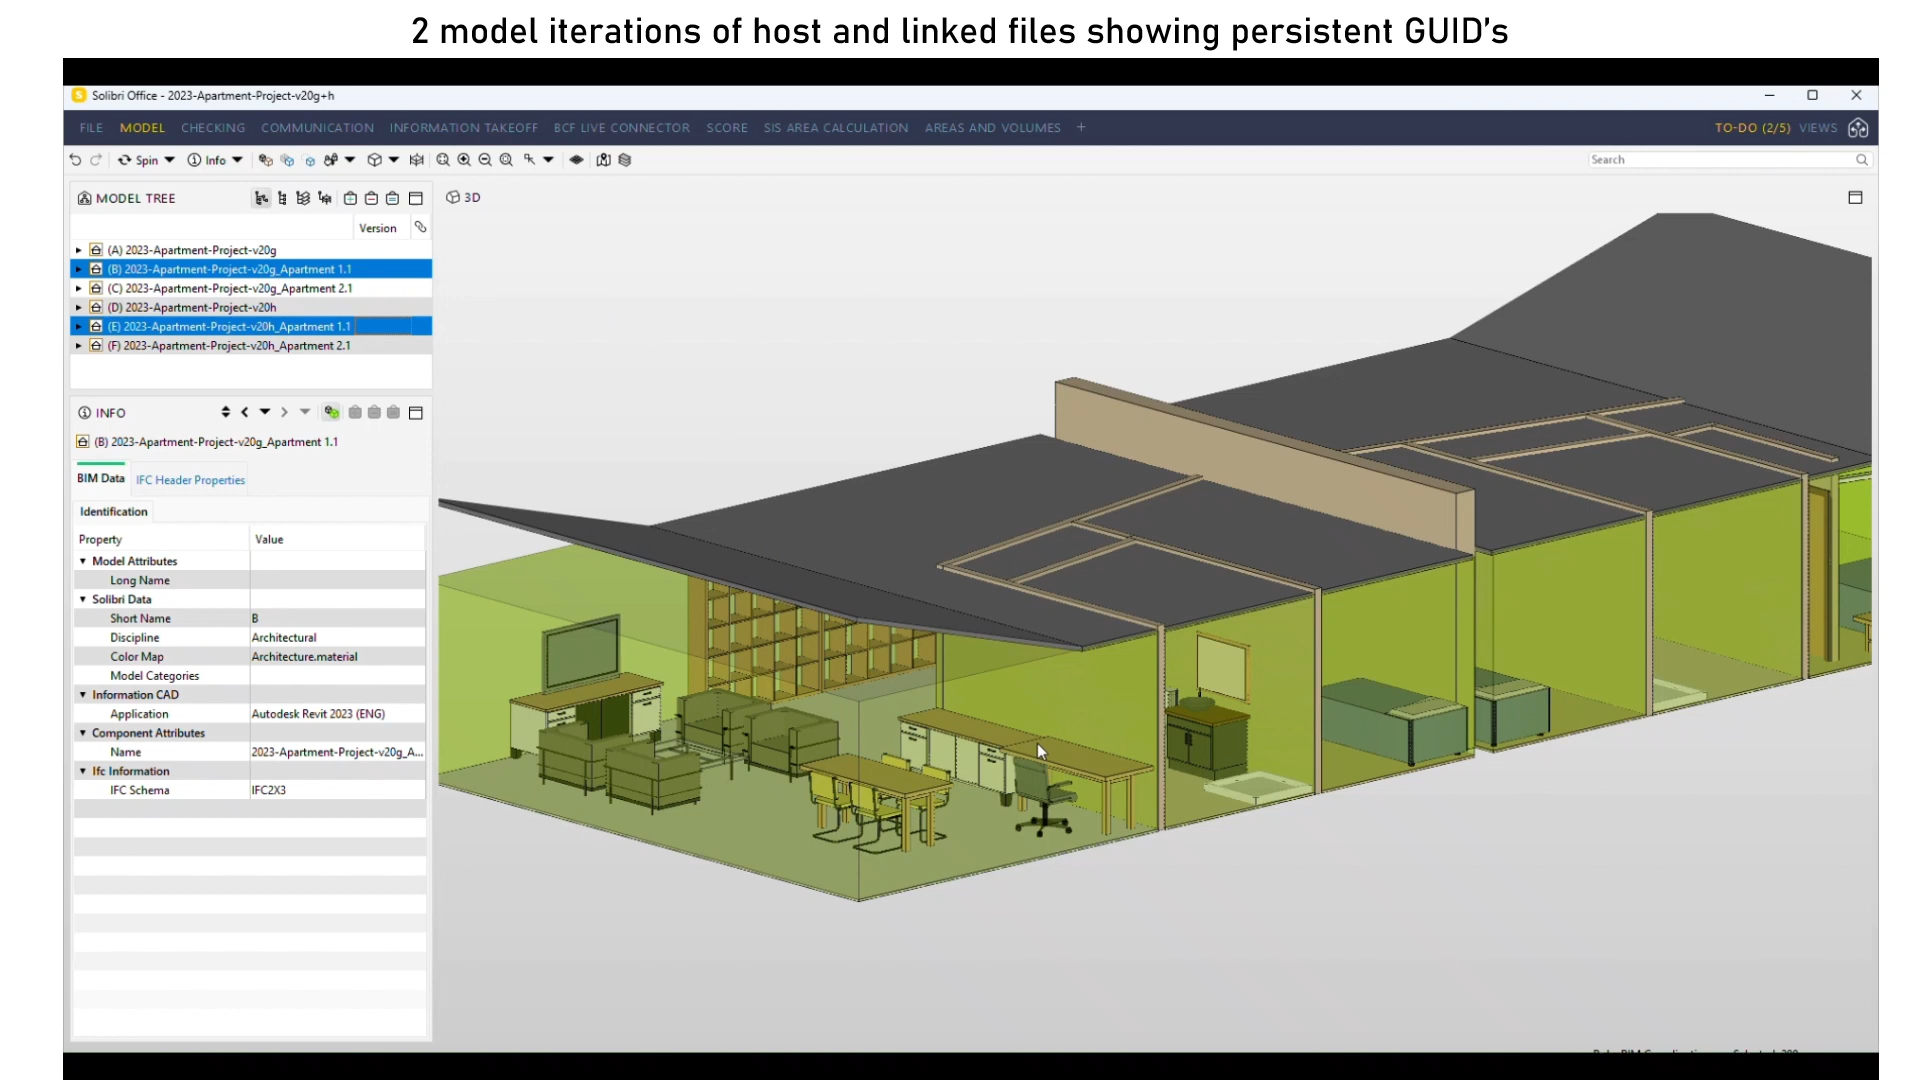 2 model iterations of host and linked files showing persistent GUID's
Solibri Office - 2023-Apartment-Project-v20g+h
FILE MODEL CHECKING COMMUNICATION INFORMATION TAKEOFF BCF LIVE CONNECTOR SCORE SIS AREA CALCULATION AREAS AND VOLUMES + TO-DO (2/5) VIEWS
Spin Info Search
MODEL TREE
3D
Version
(A) 2023-Apartment-Project-v20g
(B) 2023-Apartment-Project-v20g_Apartment 1.1
(C) 2023-Apartment-Project-v20g_Apartment 2.1
(D) 2023-Apartment-Project-v20h
(E) 2023-Apartment-Project-v20h_Apartment 1.1
(F) 2023-Apartment-Project-v20h_Apartment 2.1
INFO
(B) 2023-Apartment-Project-v20g_Apartment 1.1
BIM Data IFC Header Properties
Identification
Property Value
Model Attributes
Long Name
Solibri Data
Short Name B
Discipline Architectural
Color Map Architecture.material
Model Categories
Information CAD
Application Autodesk Revit 2023 (ENG)
Component Attributes
Name 2023-Apartment-Project-v20g_A...
Ifc Information
IFC Schema IFC2X3